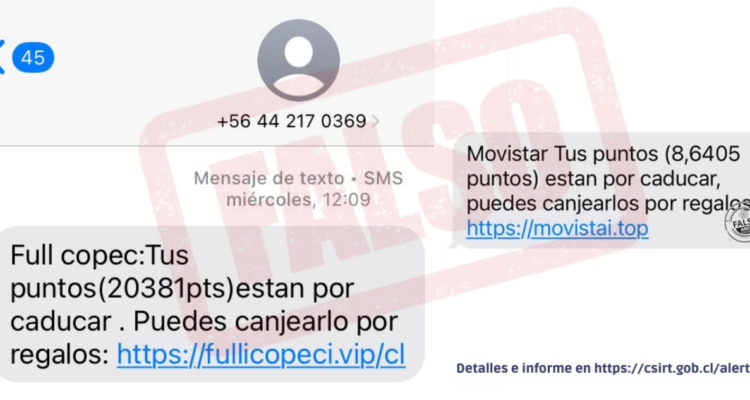 45
+56 44 217 0369
Mensaje de texto • SMS
miércoles, 12:09
Full copec:Tus
puntos(20381pts)estan por
caducar . Puedes canjearlo por
regalos: https://fullicopeci.vip/cl
FALSO
Movistar Tus puntos (8,6405
puntos) estan por caducar,
puedes canjearlos por regalos
https://movistai.top
Detalles e informe en https://csirt.gob.cl/alert